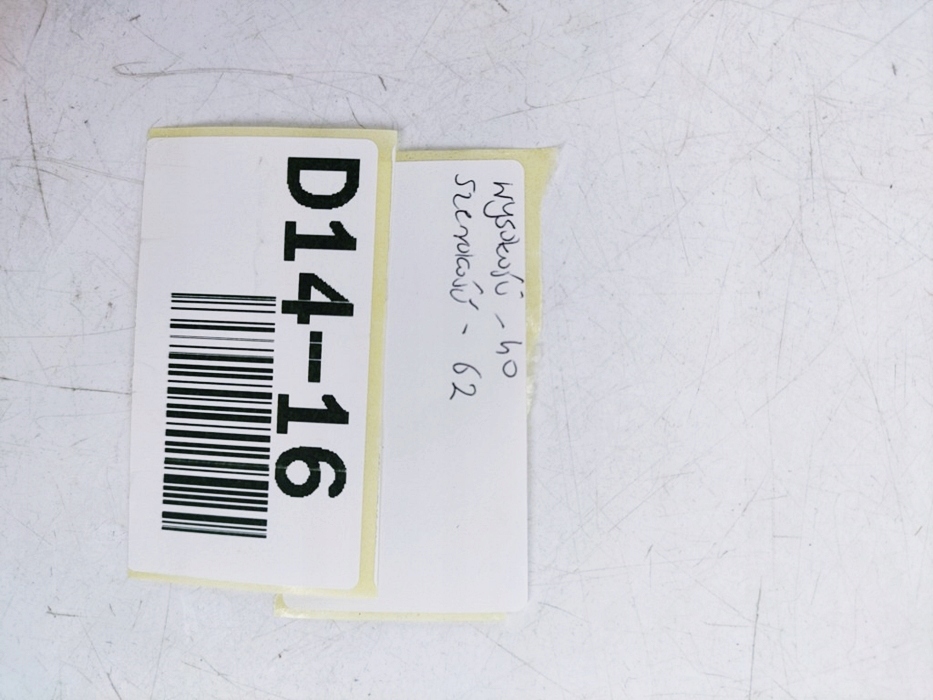 D14-16
wysokość - 40
szerokość - 62